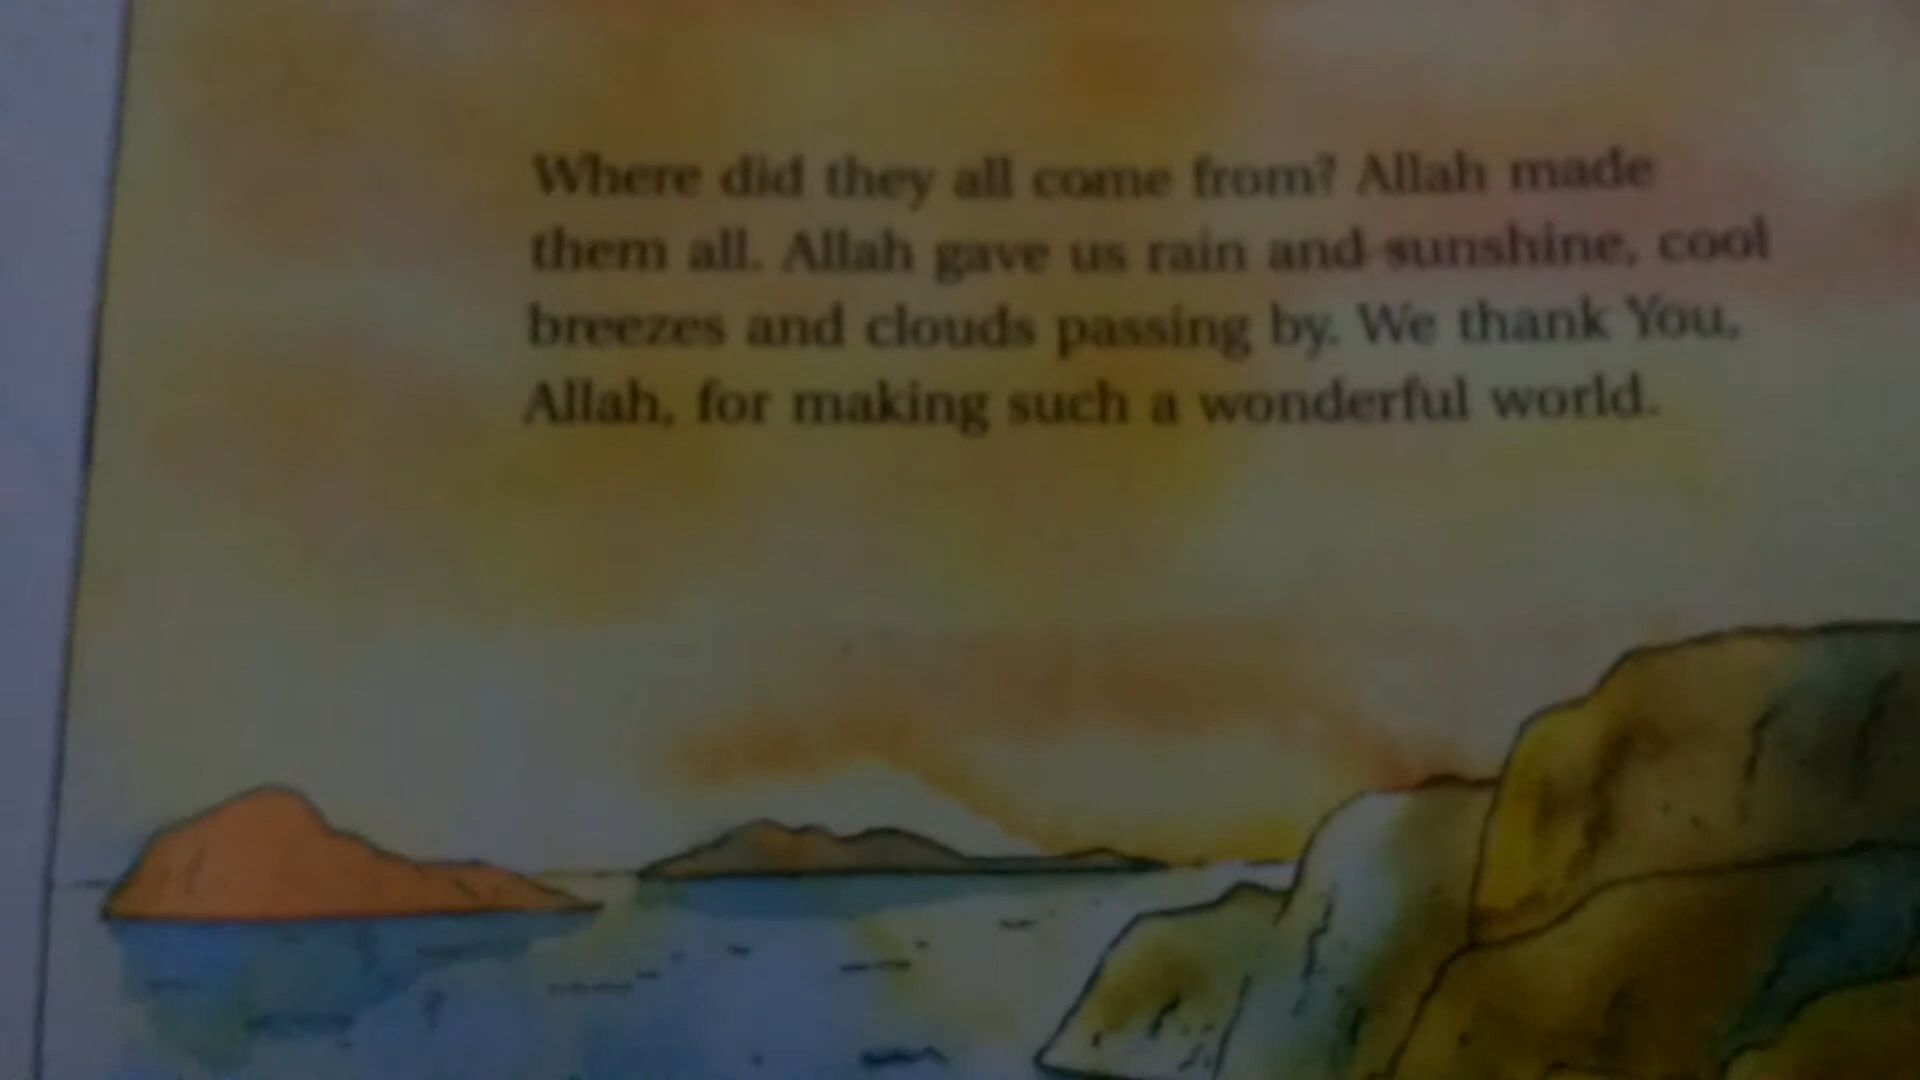 Where did they all come from? Allah made
them all. Allah gave us rain and sunshine, cool
breezes and clouds passing by. We thank You,
Allah, for making such a wonderful world.